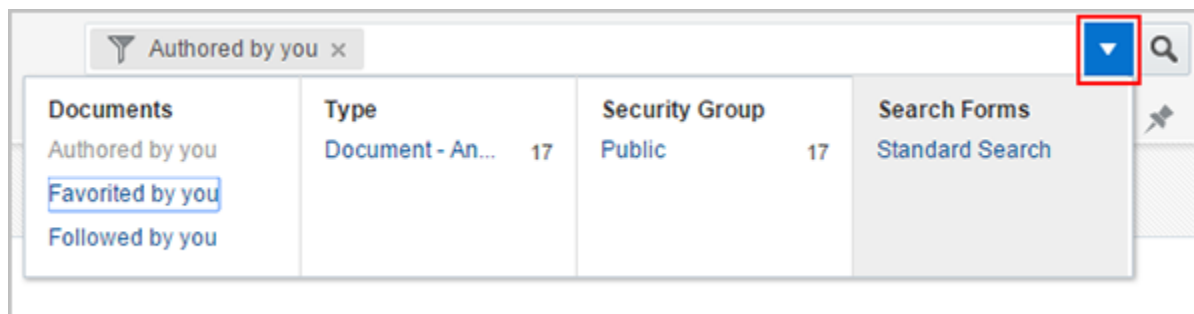 Authored by you ×
Documents
Authored by you
Favorited by you
Followed by you
Type
Document - An... 17
Security Group
Public 17
Search Forms
Standard Search